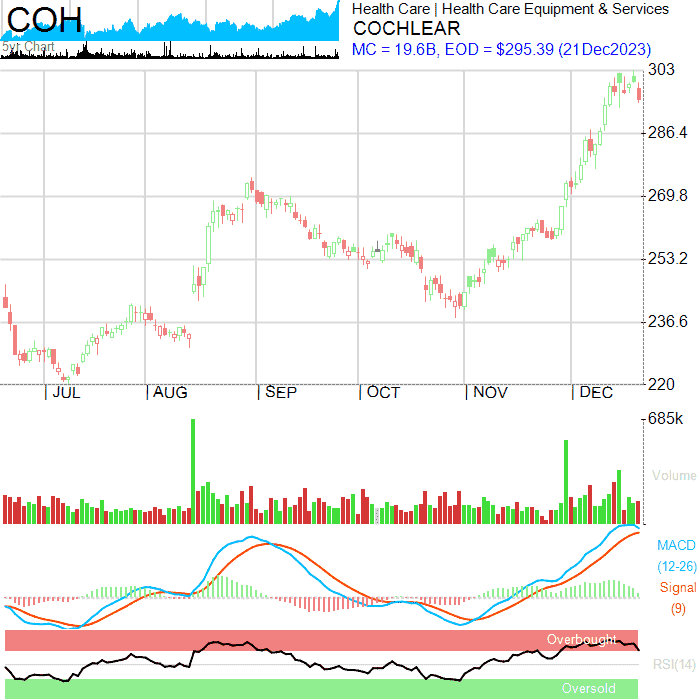 COH
5yr Chart
Health Care | Health Care Equipment & Services
COCHLEAR
MC = 19.6B, EOD = $295.39 (21Dec2023)
303
286.4
269.8
253.2
236.6
220
| JUL | AUG | SEP | OCT | NOV | DEC
685k
Volume
MACD
(12-26)
Signal
(9)
Overbought
RSI(14)
Oversold